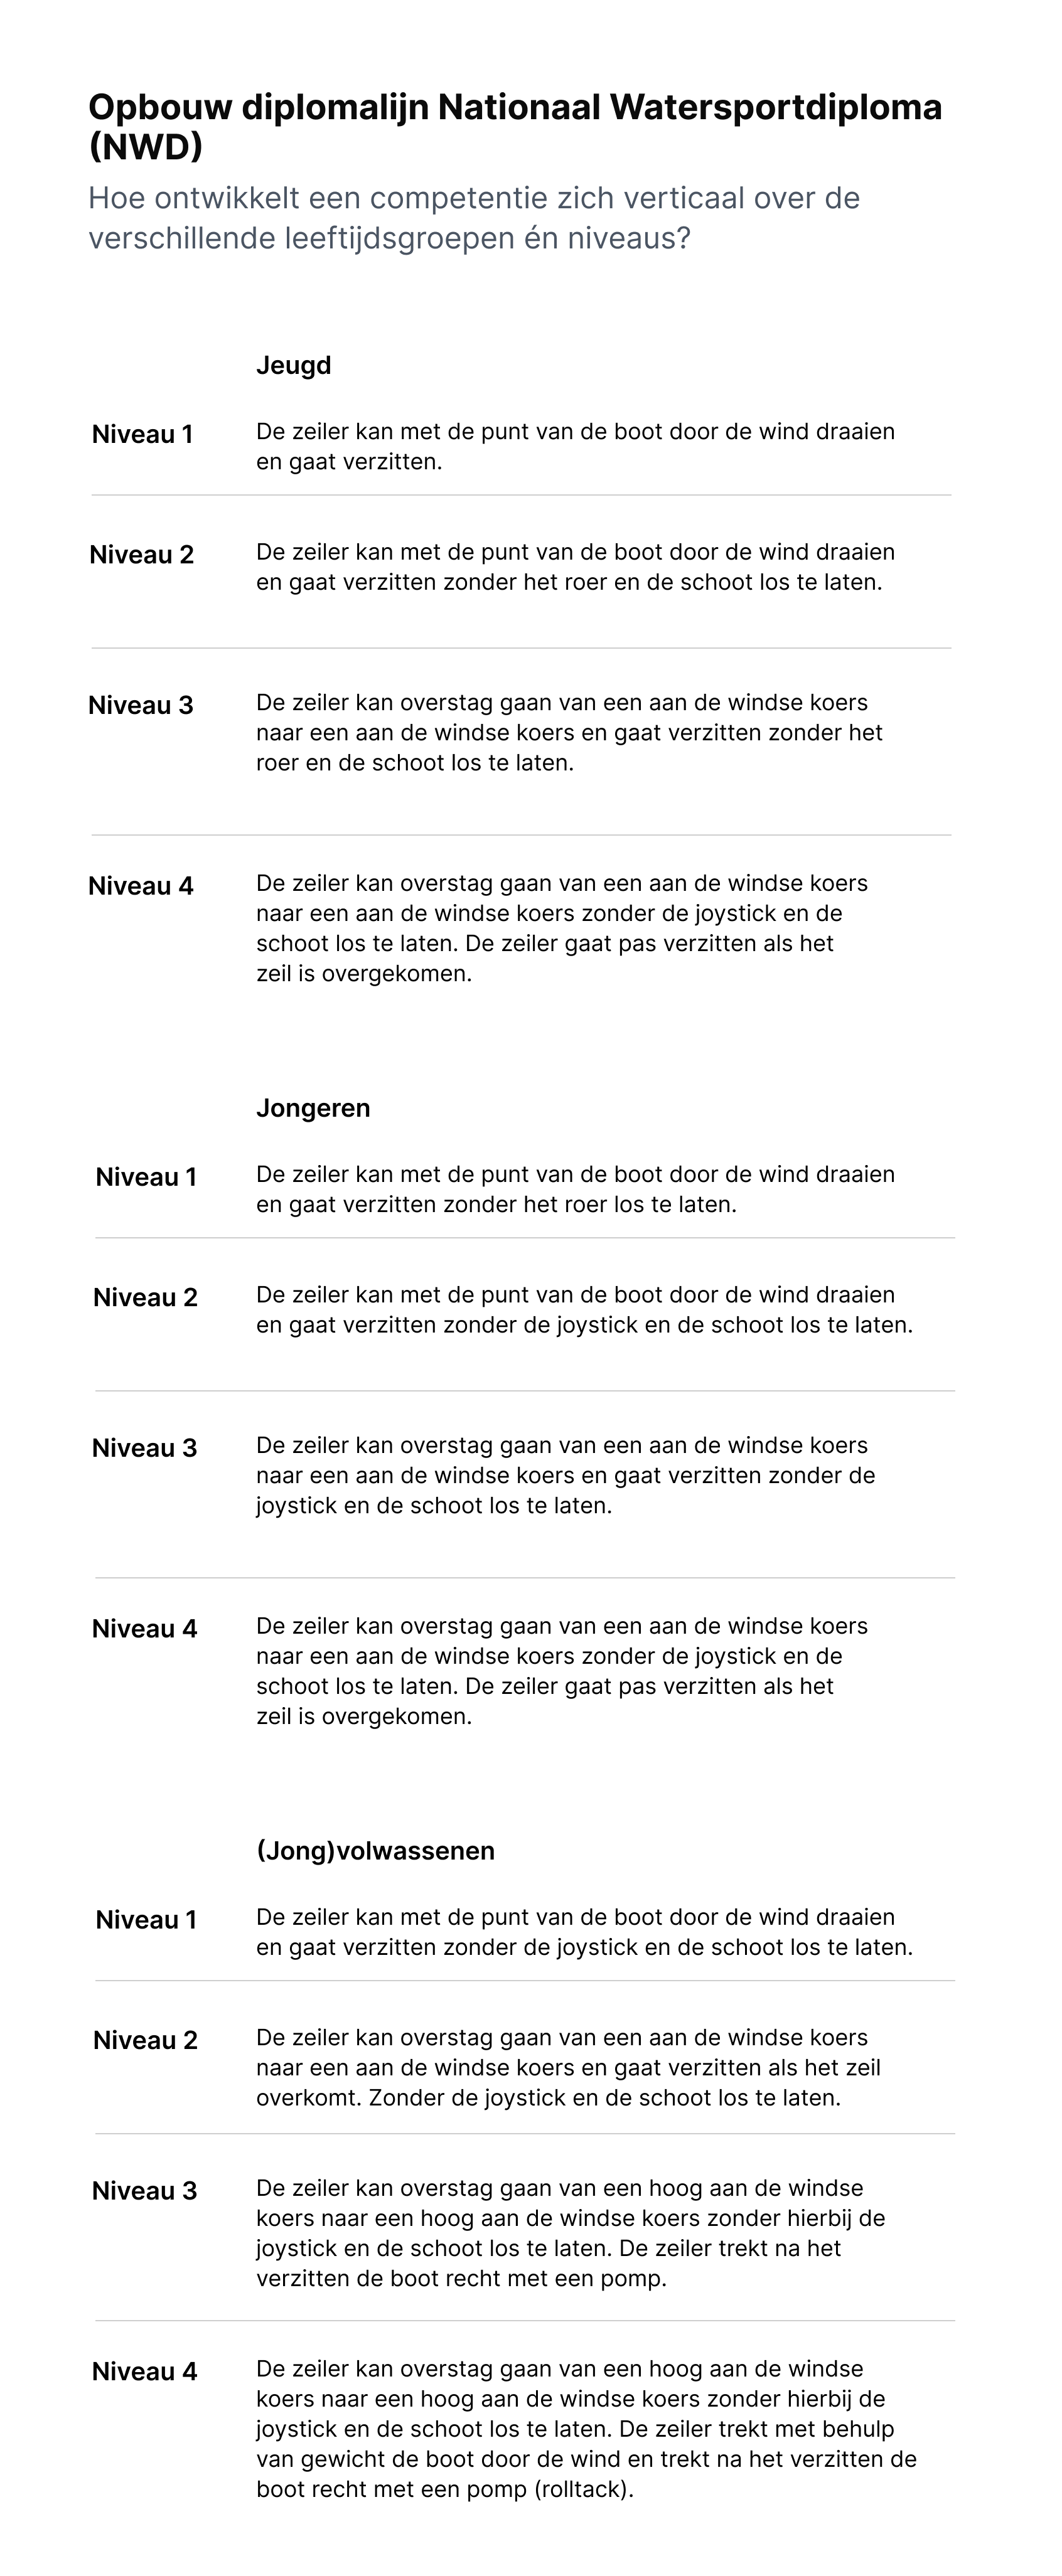 Opbouw diplomalijn Nationaal Watersportdiploma
(NWD)
Hoe ontwikkelt een competentie zich verticaal over de
verschillende leeftijdsgroepen én niveaus?
Jeugd
Niveau 1
De zeiler kan met de punt van de boot door de wind draaien
en gaat verzitten.
Niveau 2
De zeiler kan met de punt van de boot door de wind draaien
en gaat verzitten zonder het roer en de schoot los te laten.
Niveau 3
De zeiler kan overstag gaan van een aan de windse koers
naar een aan de windse koers en gaat verzitten zonder het
roer en de schoot los te laten.
Niveau 4
De zeiler kan overstag gaan van een aan de windse koers
naar een aan de windse koers zonder de joystick en de
schoot los te laten. De zeiler gaat pas verzitten als het
zeil is overgekomen.
Jongeren
Niveau 1
De zeiler kan met de punt van de boot door de wind draaien
en gaat verzitten zonder het roer los te laten.
Niveau 2
De zeiler kan met de punt van de boot door de wind draaien
en gaat verzitten zonder de joystick en de schoot los te laten.
Niveau 3
De zeiler kan overstag gaan van een aan de windse koers
naar een aan de windse koers en gaat verzitten zonder de
joystick en de schoot los te laten.
Niveau 4
De zeiler kan overstag gaan van een aan de windse koers
naar een aan de windse koers zonder de joystick en de
schoot los te laten. De zeiler gaat pas verzitten als het
zeil is overgekomen.
(Jong)volwassenen
Niveau 1
De zeiler kan met de punt van de boot door de wind draaien
en gaat verzitten zonder de joystick en de schoot los te laten.
Niveau 2
De zeiler kan overstag gaan van een aan de windse koers
naar een aan de windse koers en gaat verzitten als het zeil
overkomt. Zonder de joystick en de schoot los te laten.
Niveau 3
De zeiler kan overstag gaan van een hoog aan de windse
koers naar een hoog aan de windse koers zonder hierbij de
joystick en de schoot los te laten. De zeiler trekt na het
verzitten de boot recht met een pomp.
Niveau 4
De zeiler kan overstag gaan van een hoog aan de windse
koers naar een hoog aan de windse koers zonder hierbij de
joystick en de schoot los te laten. De zeiler trekt met behulp
van gewicht de boot door de wind en trekt na het verzitten de
boot recht met een pomp (rolltack).